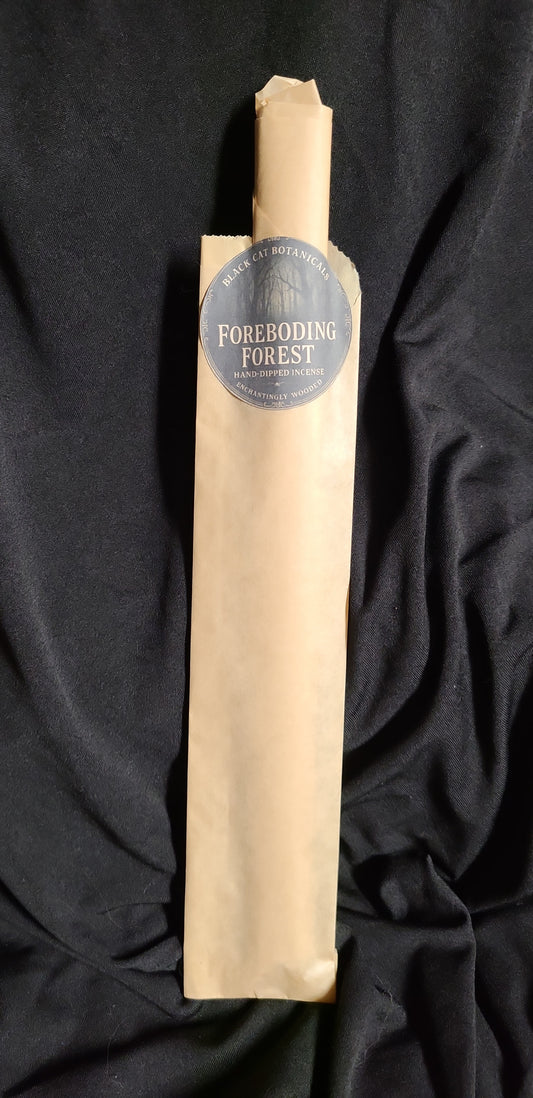 BLACK CAT BOTANICALS
FOREBODING
FOREST
HAND-DIPPED INCENSE
ENCHANTINGLY WOODED